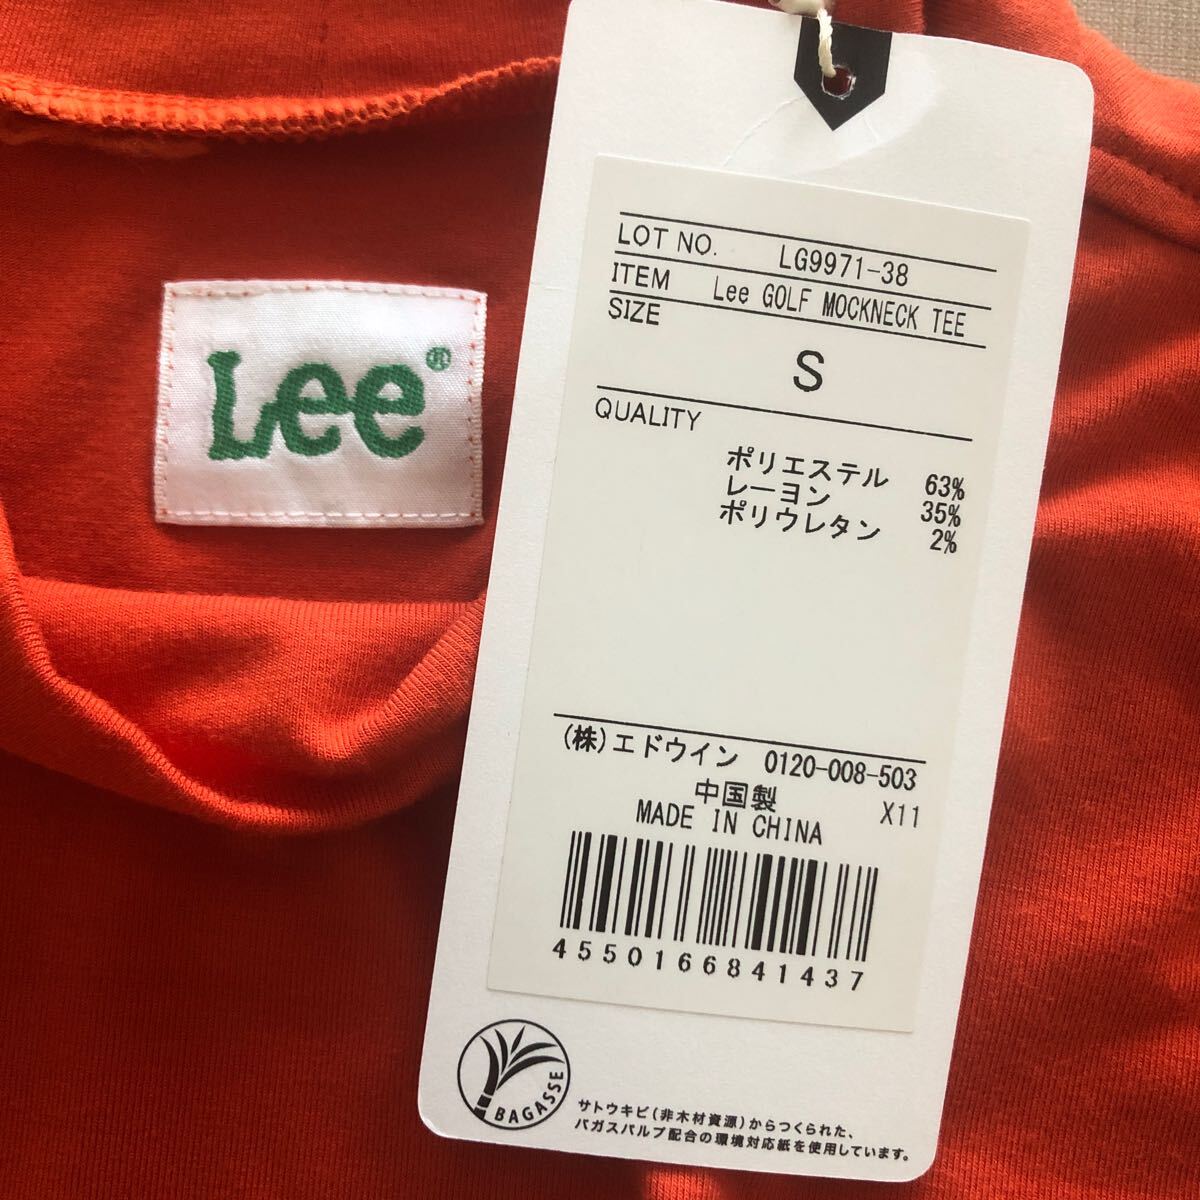 Lee®
LOT NO. LG9971-38
ITEM Lee GOLF MOCKNECK TEE
SIZE
S
QUALITY
ポリエステル 63%
レーヨン 35%
ポリウレタン 2%
(株)エドウイン 0120-008-503
中国製 X11
MADE IN CHINA
4550166841437
BAGASSE
サトウキビ(非木材資源)からつくられた、
バガスパルプ配合の環境対応紙を使用しています。